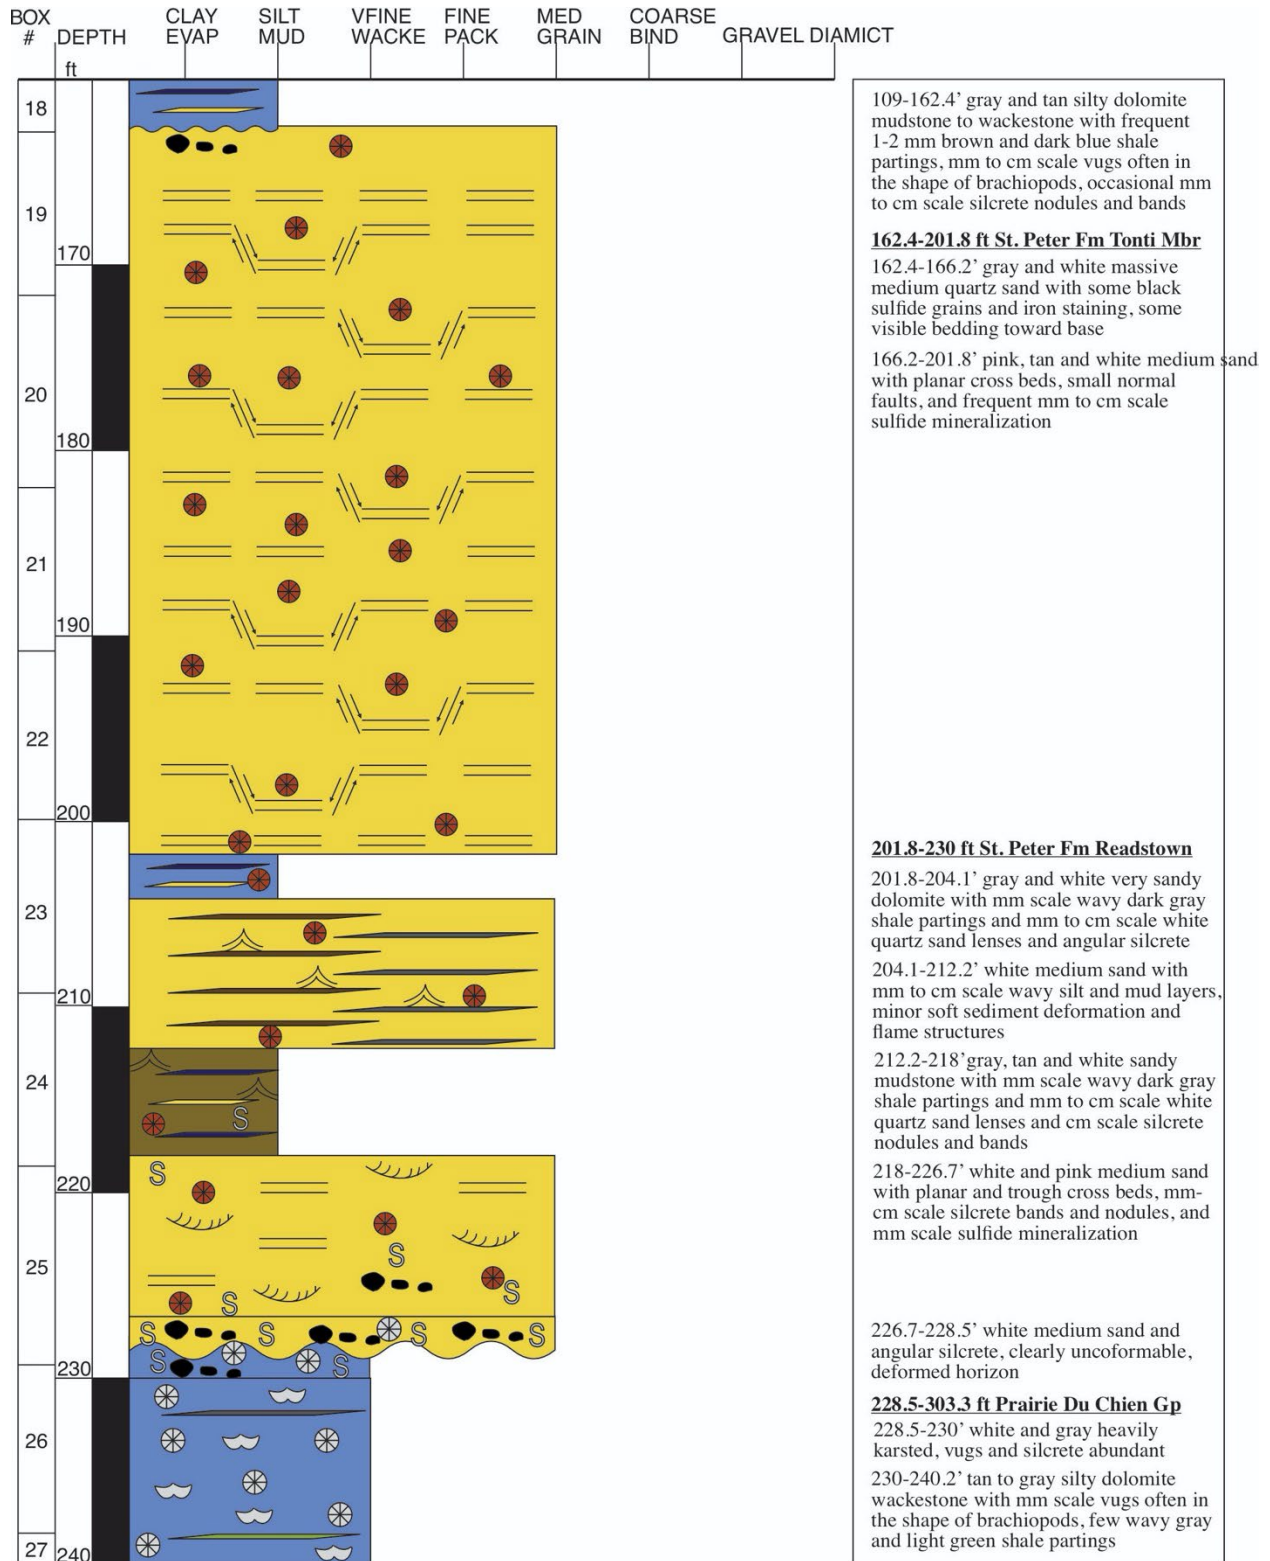 BOX
#
DEPTH
ft
CLAY
EVAP
SILT
MUD
VFINE
WACKE
FINE
PACK
MED
GRAIN
COARSE
BIND
GRAVEL DIAMICT
18
19
170
20
180
21
190
22
200
23
210
24
220
25
230
26
27
240
S
S
S
S
S
S
S
S
S
S
S
S
109-162.4' gray and tan silty dolomite
mudstone to wackestone with frequent
1-2 mm brown and dark blue shale
partings, mm to cm scale vugs often in
the shape of brachiopods, occasional mm
to cm scale silcrete nodules and bands
162.4-201.8 ft St. Peter Fm Tonti Mbr
162.4-166.2' gray and white massive
medium quartz sand with some black
sulfide grains and iron staining, some
visible bedding toward base
166.2-201.8' pink, tan and white medium sand
with planar cross beds, small normal
faults, and frequent mm to cm scale
sulfide mineralization
201.8-230 ft St. Peter Fm Readstown
201.8-204.1' gray and white very sandy
dolomite with mm scale wavy dark gray
shale partings and mm to cm scale white
quartz sand lenses and angular silcrete
204.1-212.2' white medium sand with
mm to cm scale wavy silt and mud layers,
minor soft sediment deformation and
flame structures
212.2-218'gray, tan and white sandy
mudstone with mm scale wavy dark gray
shale partings and mm to cm scale white
quartz sand lenses and cm scale silcrete
nodules and bands
218-226.7' white and pink medium sand
with planar and trough cross beds, mm-
cm scale silcrete bands and nodules, and
mm scale sulfide mineralization
226.7-228.5' white medium sand and
angular silcrete, clearly uncoformable,
deformed horizon
228.5-303.3 ft Prairie Du Chien Gp
228.5-230' white and gray heavily
karsted, vugs and silcrete abundant
230-240.2' tan to gray silty dolomite
wackestone with mm scale vugs often in
the shape of brachiopods, few wavy gray
and light green shale partings